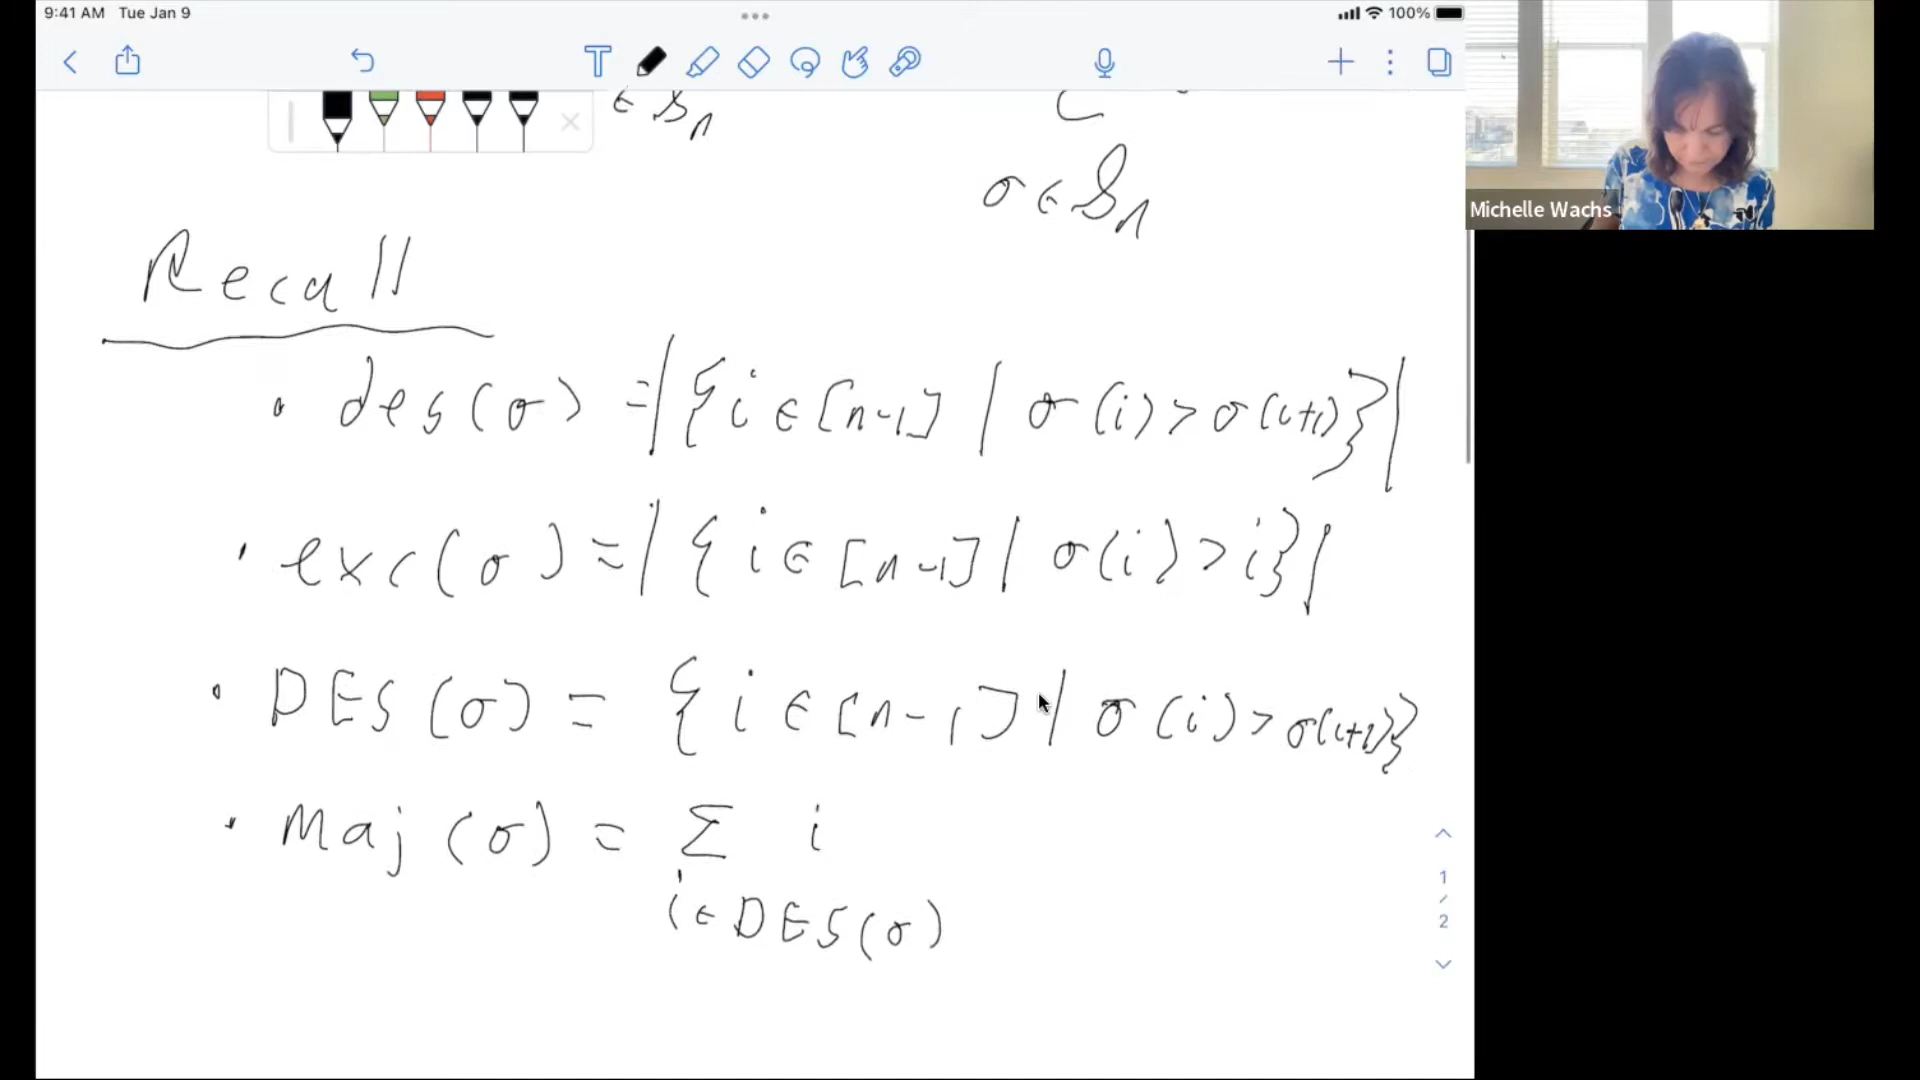 9:41 AM Tue Jan 9
100%
T
∈ S_n
σ ∈ S_n
Michelle Wachs
Recall
• des(σ) = |{i ∈ [n-1] | σ(i) > σ(i+1)}|
• exc(σ) = |{i ∈ [n-1] | σ(i) > i}|
• DES(σ) = {i ∈ [n-1] | σ(i) > σ(i+1)}
• Maj(σ) = Σ i
i ∈ DES(σ)
1
/
2